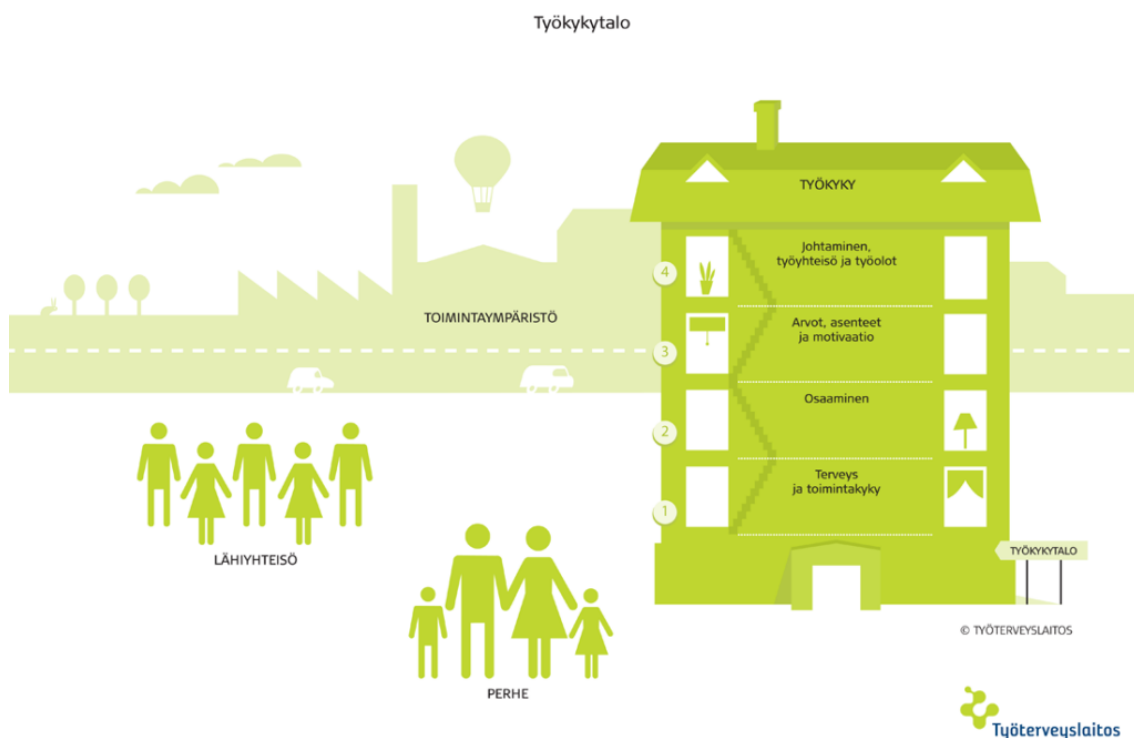 Työkykytalo
TYÖKYKY
Johtaminen,
työyhteisö ja työolot
4
TOIMINTAYMPÄRISTÖ
Arvot, asenteet
ja motivaatio
3
Osaaminen
2
Terveys
ja toimintakyky
1
LÄHIYHTEISÖ
TYÖKYKYTALO
© TYÖTERVEYSLAITOS
PERHE
Työterveyslaitos